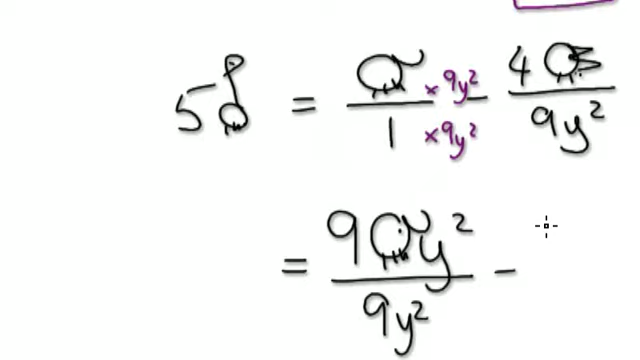 5 = × 9y² - 4
1 × 9y² 9y²
= 9 y² -
9y²